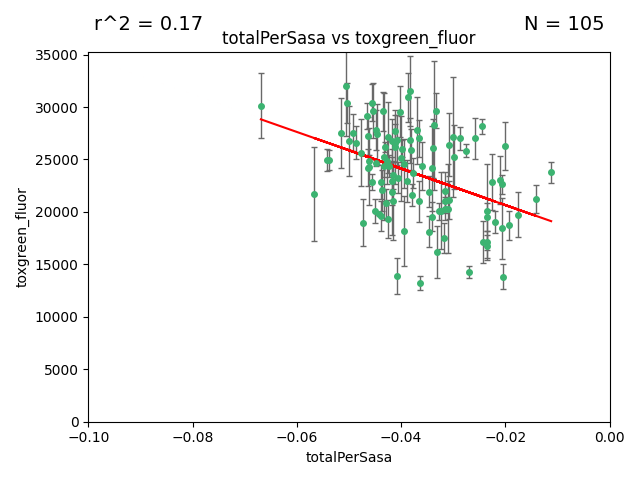 r^2 = 0.17
N = 105
totalPerSasa vs toxgreen_fluor
35000
30000
25000
20000
15000
10000
5000
0
toxgreen_fluor
−0.10
−0.08
−0.06
−0.04
−0.02
0.00
totalPerSasa